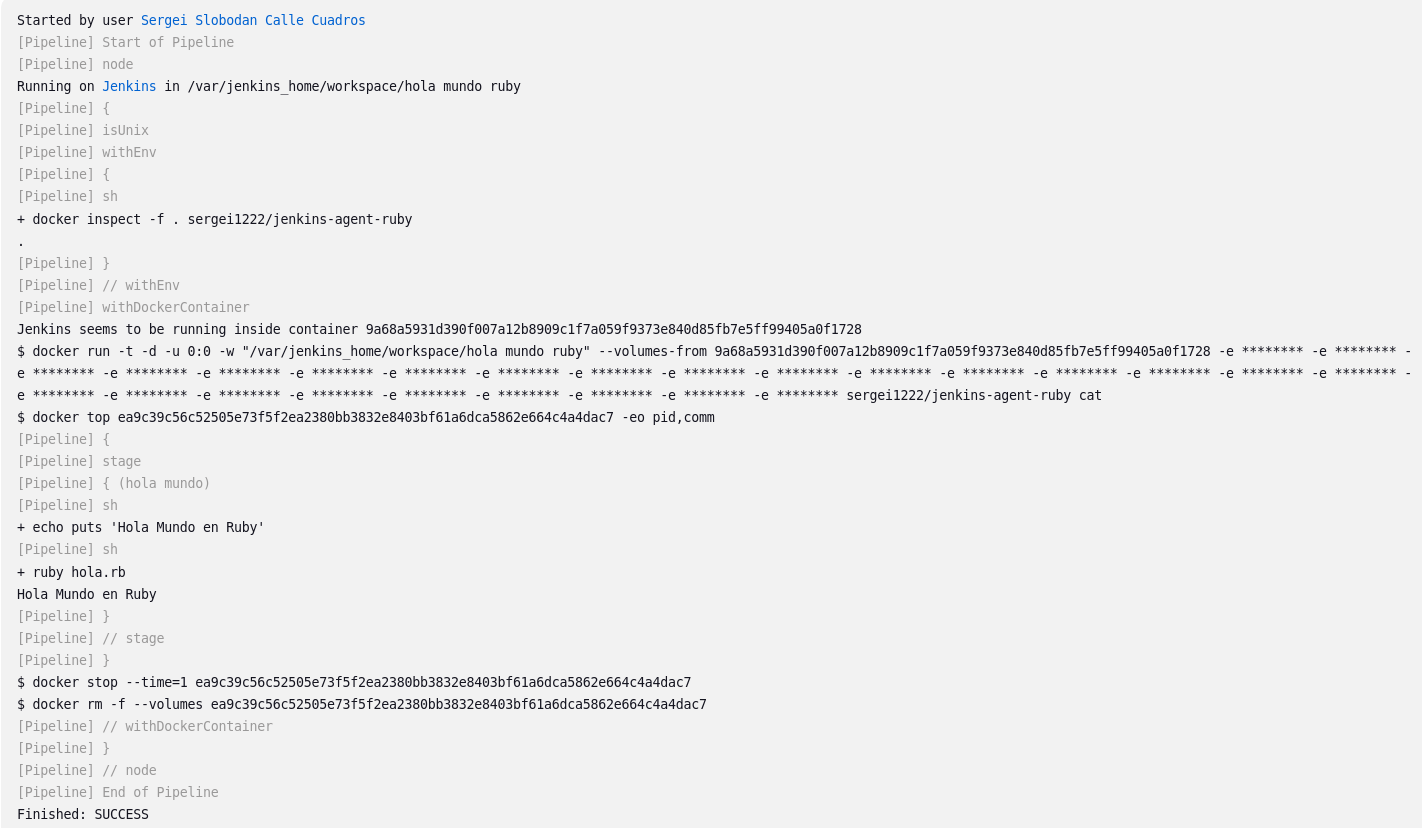 Started by user Sergei Slobodan Calle Cuadros
[Pipeline] Start of Pipeline
[Pipeline] node
Running on Jenkins in /var/jenkins_home/workspace/hola mundo ruby
[Pipeline] {
[Pipeline] isUnix
[Pipeline] withEnv
[Pipeline] {
[Pipeline] sh
+ docker inspect -f . sergei1222/jenkins-agent-ruby
.
[Pipeline] }
[Pipeline] // withEnv
[Pipeline] withDockerContainer
Jenkins seems to be running inside container 9a68a5931d390f007a12b8909c1f7a059f9373e840d85fb7e5ff99405a0f1728
$ docker run -t -d -u 0:0 -w "/var/jenkins_home/workspace/hola mundo ruby" --volumes-from 9a68a5931d390f007a12b8909c1f7a059f9373e840d85fb7e5ff99405a0f1728 -e ******** -e ******** -
e ******** -e ******** -e ******** -e ******** -e ******** -e ******** -e ******** -e ******** -e ******** -e ******** -e ******** -e ******** -e ******** -e ******** -e ******** -
e ******** -e ******** -e ******** -e ******** -e ******** -e ******** -e ******** -e ******** -e ******** sergei1222/jenkins-agent-ruby cat
$ docker top ea9c39c56c52505e73f5f2ea2380bb3832e8403bf61a6dca5862e664c4a4dac7 -eo pid,comm
[Pipeline] {
[Pipeline] stage
[Pipeline] { (hola mundo)
[Pipeline] sh
+ echo puts 'Hola Mundo en Ruby'
[Pipeline] sh
+ ruby hola.rb
Hola Mundo en Ruby
[Pipeline] }
[Pipeline] // stage
[Pipeline] }
$ docker stop --time=1 ea9c39c56c52505e73f5f2ea2380bb3832e8403bf61a6dca5862e664c4a4dac7
$ docker rm -f --volumes ea9c39c56c52505e73f5f2ea2380bb3832e8403bf61a6dca5862e664c4a4dac7
[Pipeline] // withDockerContainer
[Pipeline] }
[Pipeline] // node
[Pipeline] End of Pipeline
Finished: SUCCESS